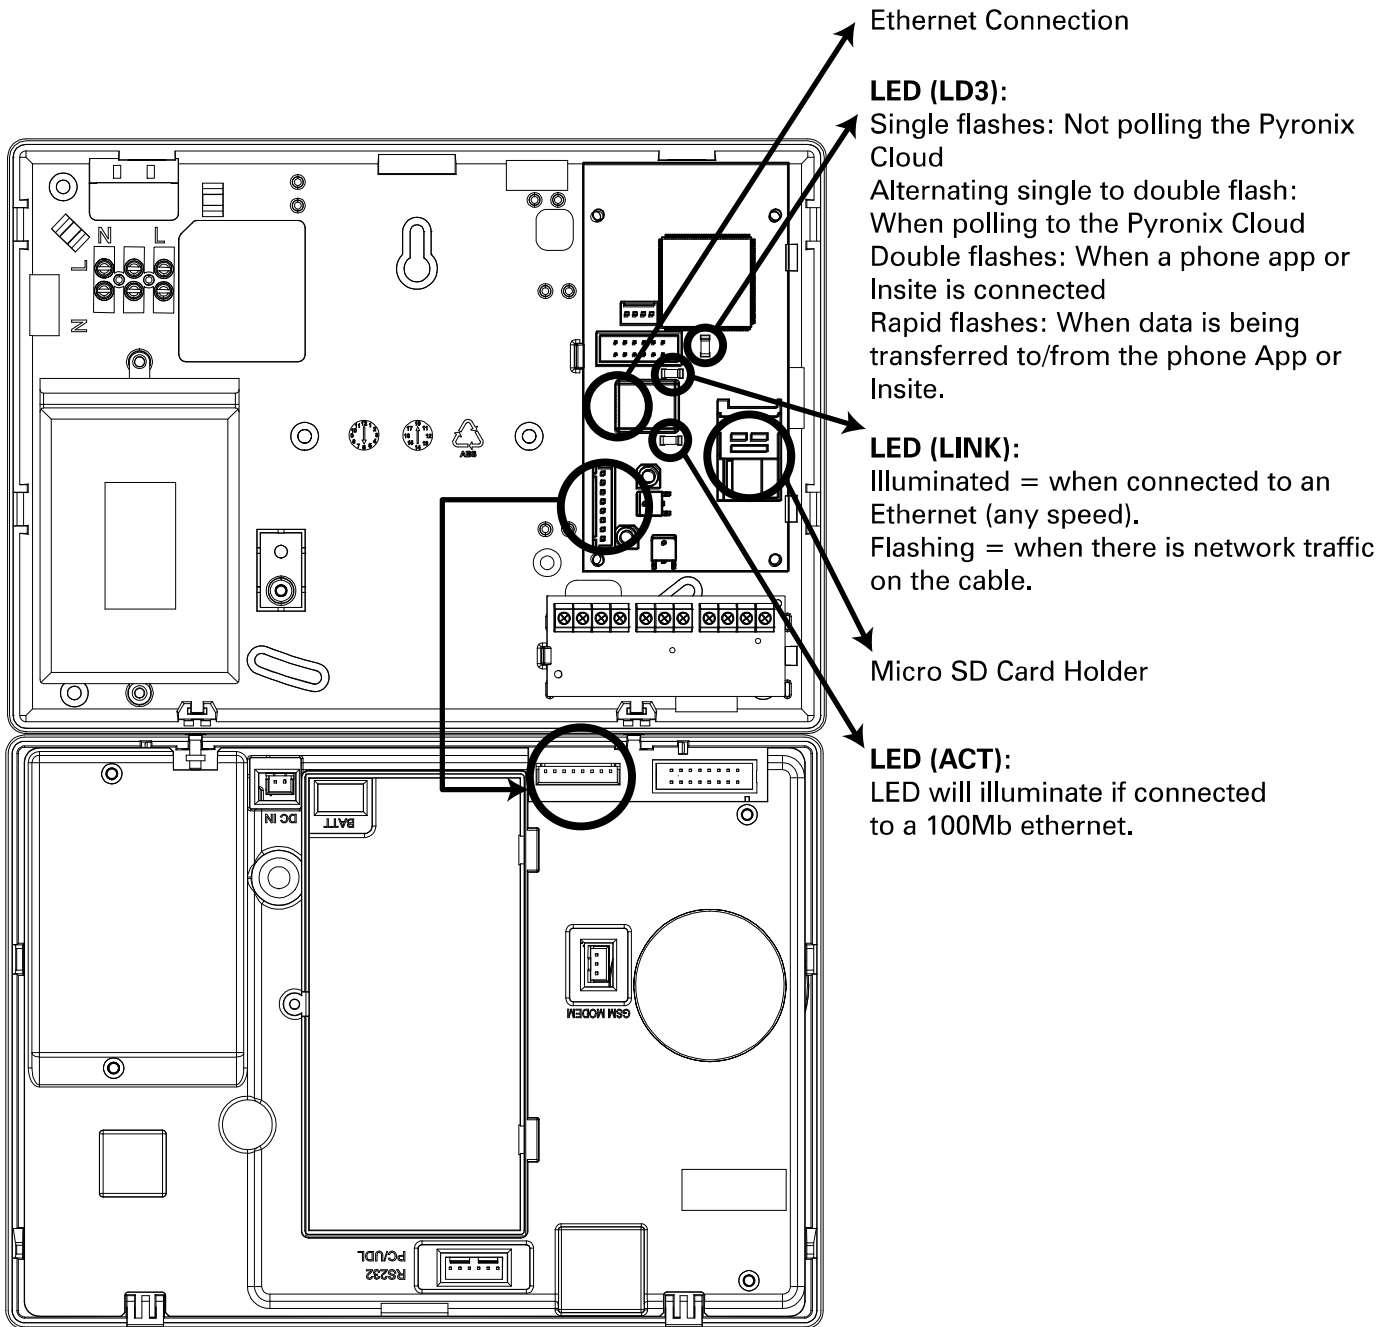 Ethernet Connection
LED (LD3):
Single flashes: Not polling the Pyronix
Cloud
Alternating single to double flash:
When polling to the Pyronix Cloud
Double flashes: When a phone app or
Insite is connected
Rapid flashes: When data is being
transferred to/from the phone App or
Insite.
LED (LINK):
Illuminated = when connected to an
Ethernet (any speed).
Flashing = when there is network traffic
on the cable.
Micro SD Card Holder
LED (ACT):
LED will illuminate if connected
to a 100Mb ethernet.
N L
L
N
ABS
DC IN
BATT
GSM MODEM
RS232
PC/UDL